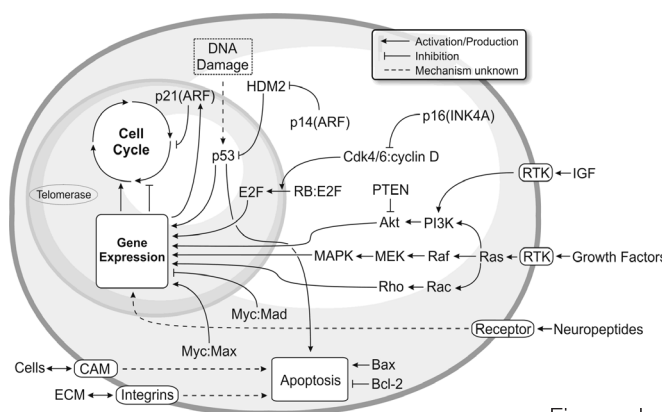 DNA
Damage
Activation/Production
Inhibition
Mechanism unknown
HDM2
p21(ARF)
p14(ARF)
p16(INK4A)
Cell
Cycle
p53
Cdk4/6:cyclin D
RTK
IGF
Telomerase
E2F
RB:E2F
PTEN
Akt
PI3K
Gene
Expression
MAPK
MEK
Raf
Ras
RTK
Growth Factors
Rho
Rac
Myc:Mad
Receptor
Neuropeptides
Myc:Max
Cells
CAM
Apoptosis
Bax
Bcl-2
ECM
Integrins